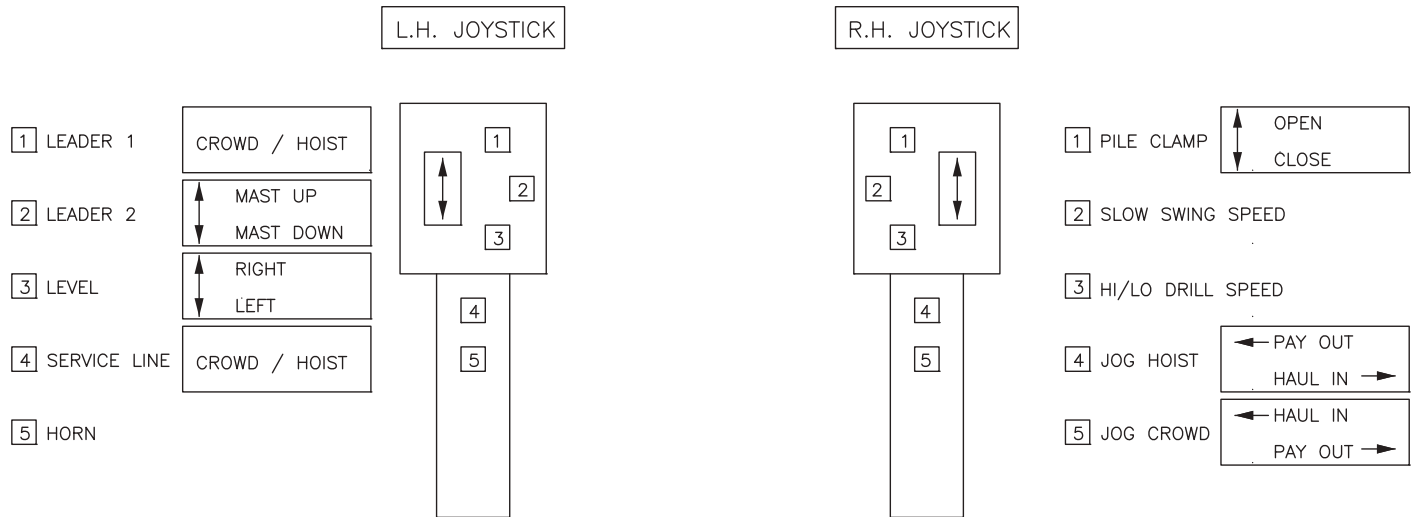 L.H. JOYSTICK
1 LEADER 1
CROWD / HOIST
2 LEADER 2
MAST UP
MAST DOWN
3 LEVEL
RIGHT
LEFT
4 SERVICE LINE
CROWD / HOIST
5 HORN
1
2
3
4
5
R.H. JOYSTICK
1
2
3
4
5
1 PILE CLAMP
OPEN
CLOSE
2 SLOW SWING SPEED
3 HI/LO DRILL SPEED
4 JOG HOIST
PAY OUT
HAUL IN
5 JOG CROWD
HAUL IN
PAY OUT